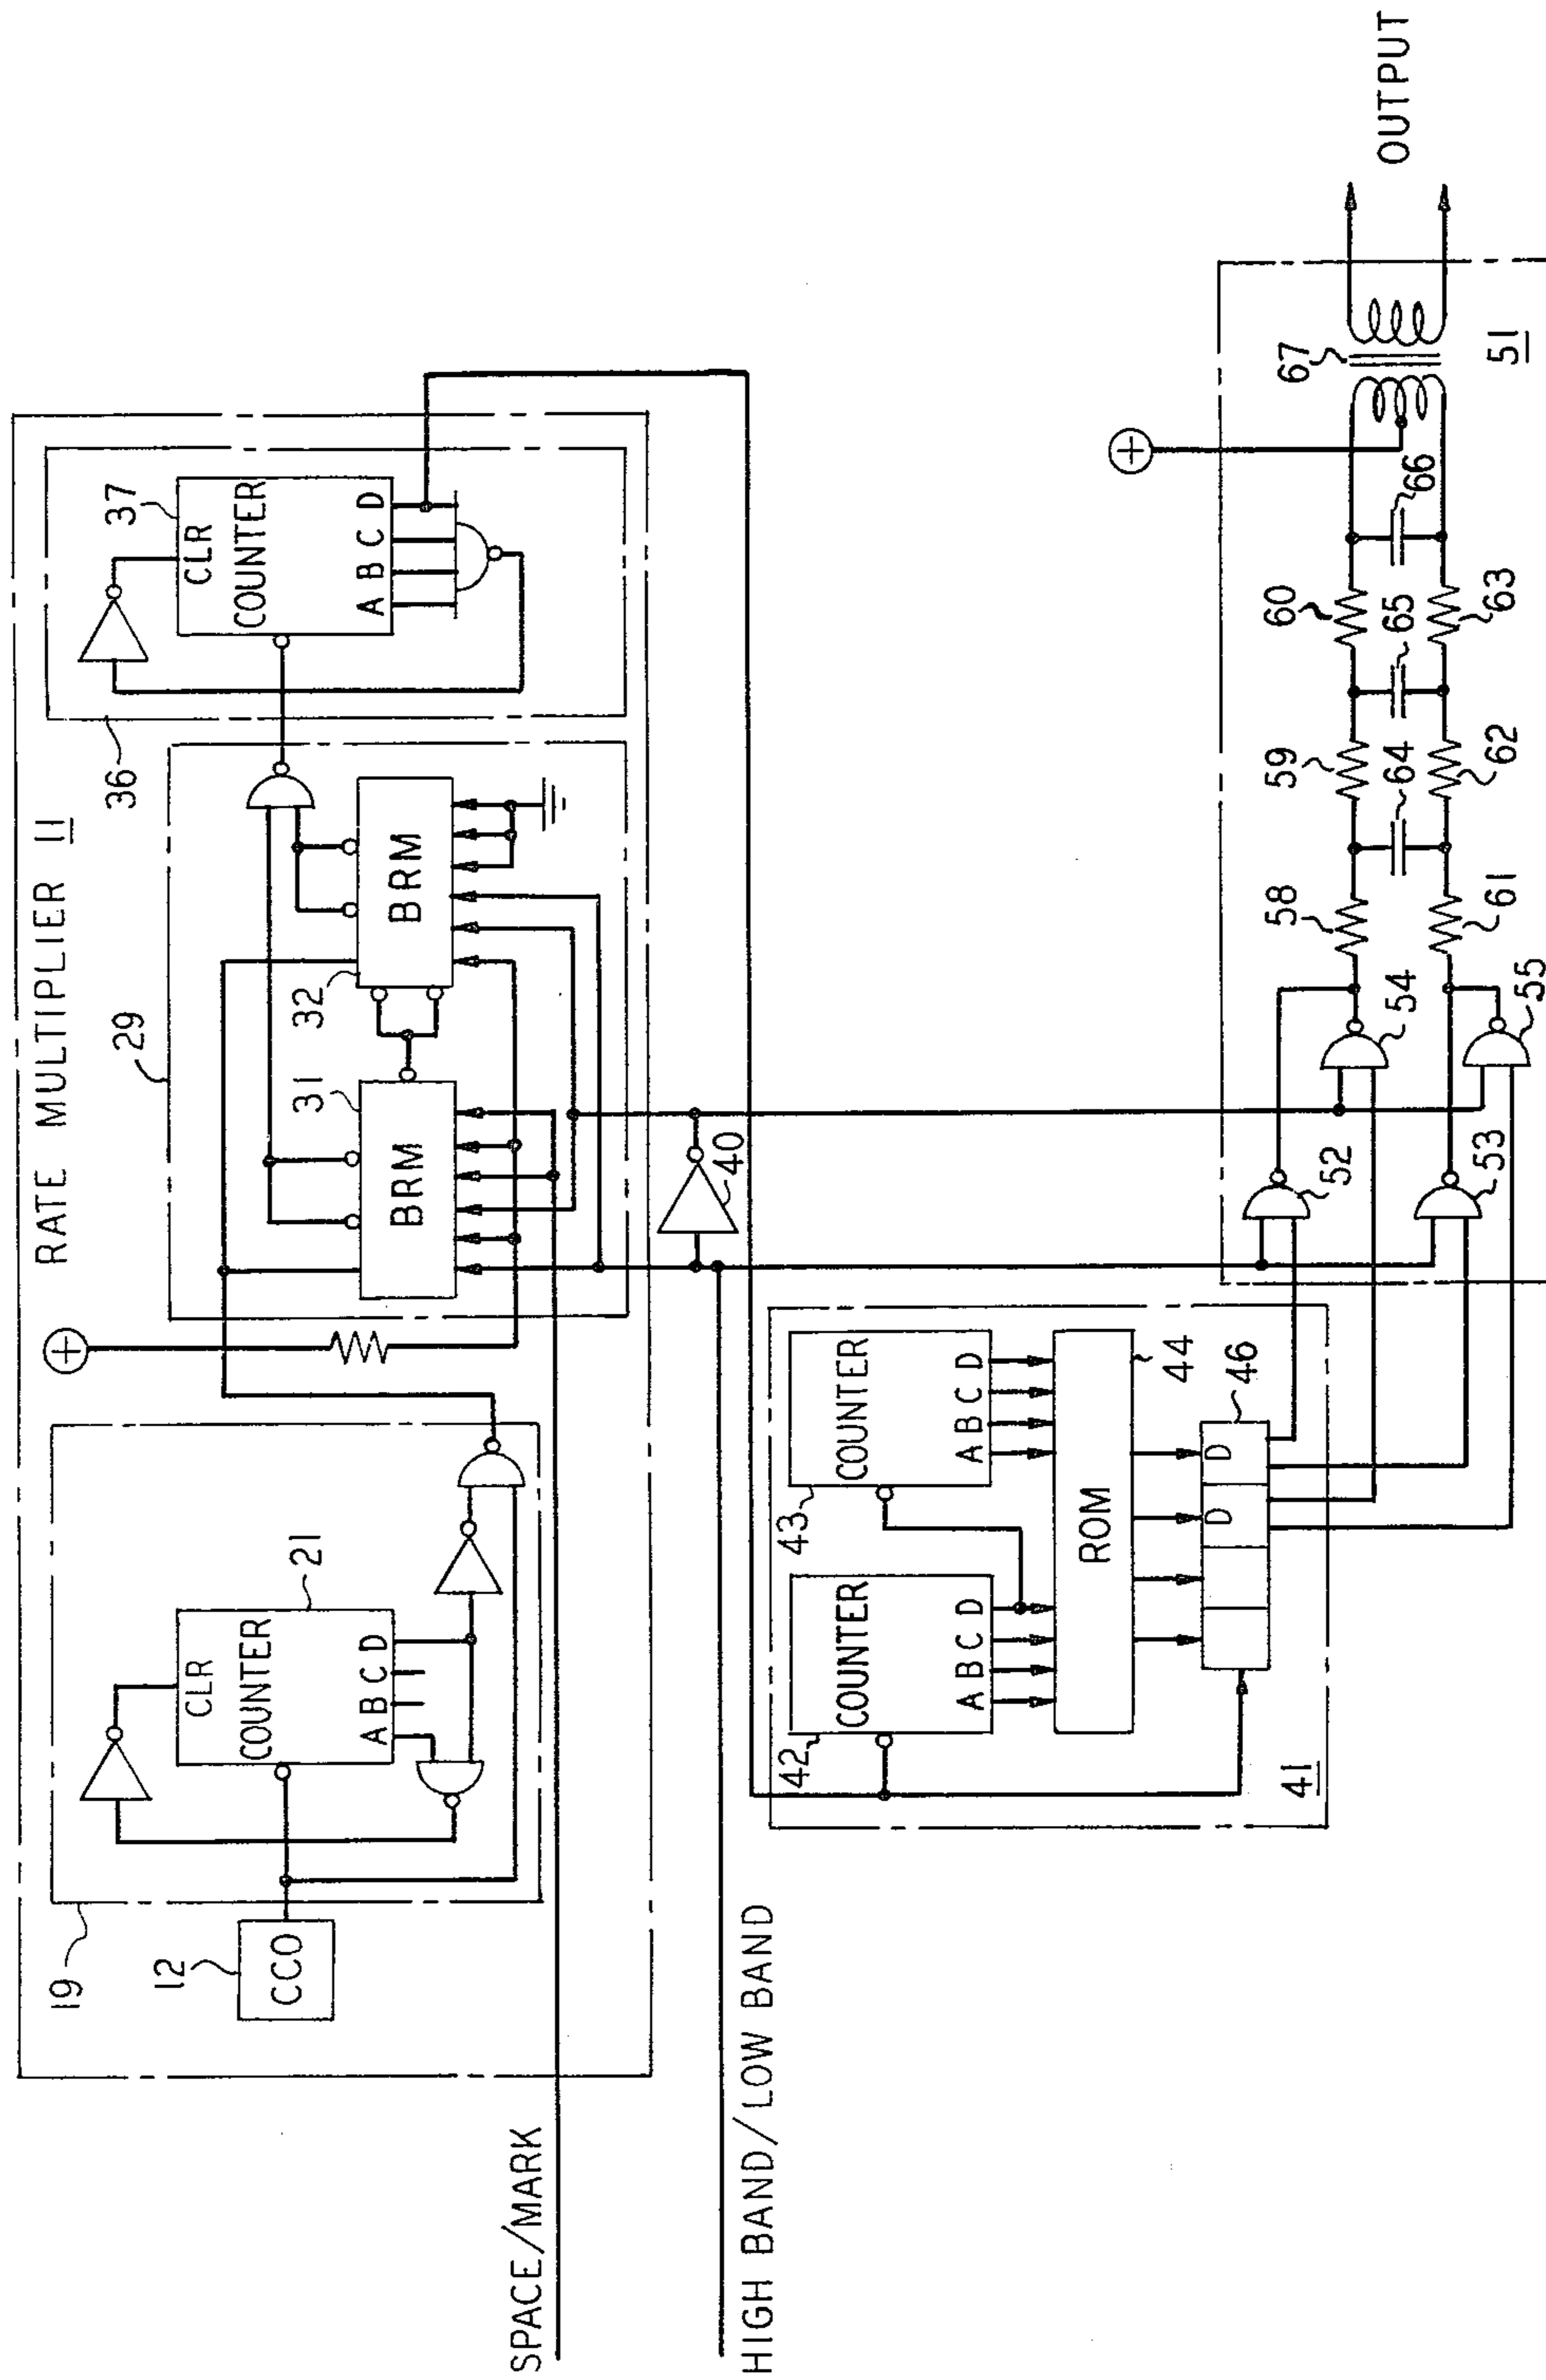 RATE MULTIPLIER 11
19
12
CCO
CLR
COUNTER
21
A B C D
29
31
BRM
32
BRM
36
37
CLR
COUNTER
A B C D
SPACE/MARK
HIGH BAND/LOW BAND
40
42
COUNTER
A B C D
43
COUNTER
A B C D
ROM
44
D
D
46
41
52
53
54
55
58
59
60
61
62
63
64
65
66
67
51
OUTPUT